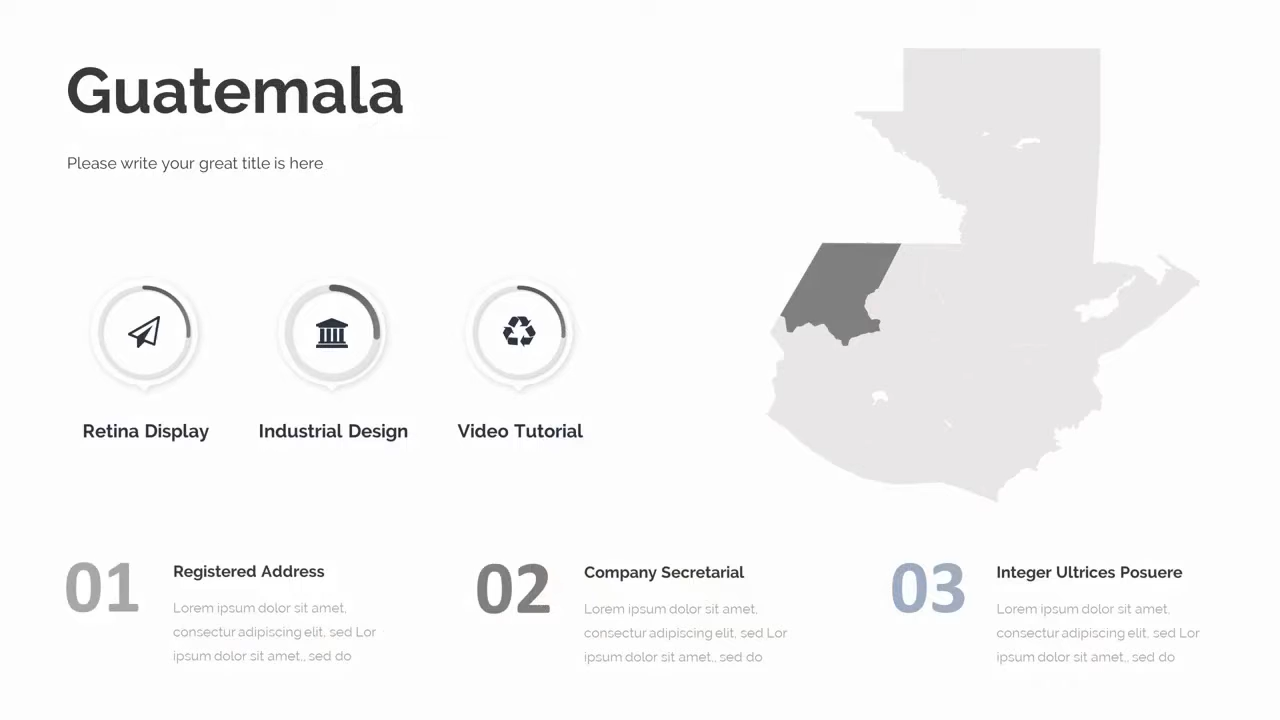 Guatemala
Please write your great title is here
Retina Display
Industrial Design
Video Tutorial
01
Registered Address
Lorem ipsum dolor sit amet,
consectetur adipiscing elit, sed Lor
ipsum dolor sit amet,, sed do
02
Company Secretarial
Lorem ipsum dolor sit amet,
consectetur adipiscing elit, sed Lor
ipsum dolor sit amet,, sed do
03
Integer Ultrices Posuere
Lorem ipsum dolor sit amet,
consectetur adipiscing elit, sed Lor
ipsum dolor sit amet,, sed do